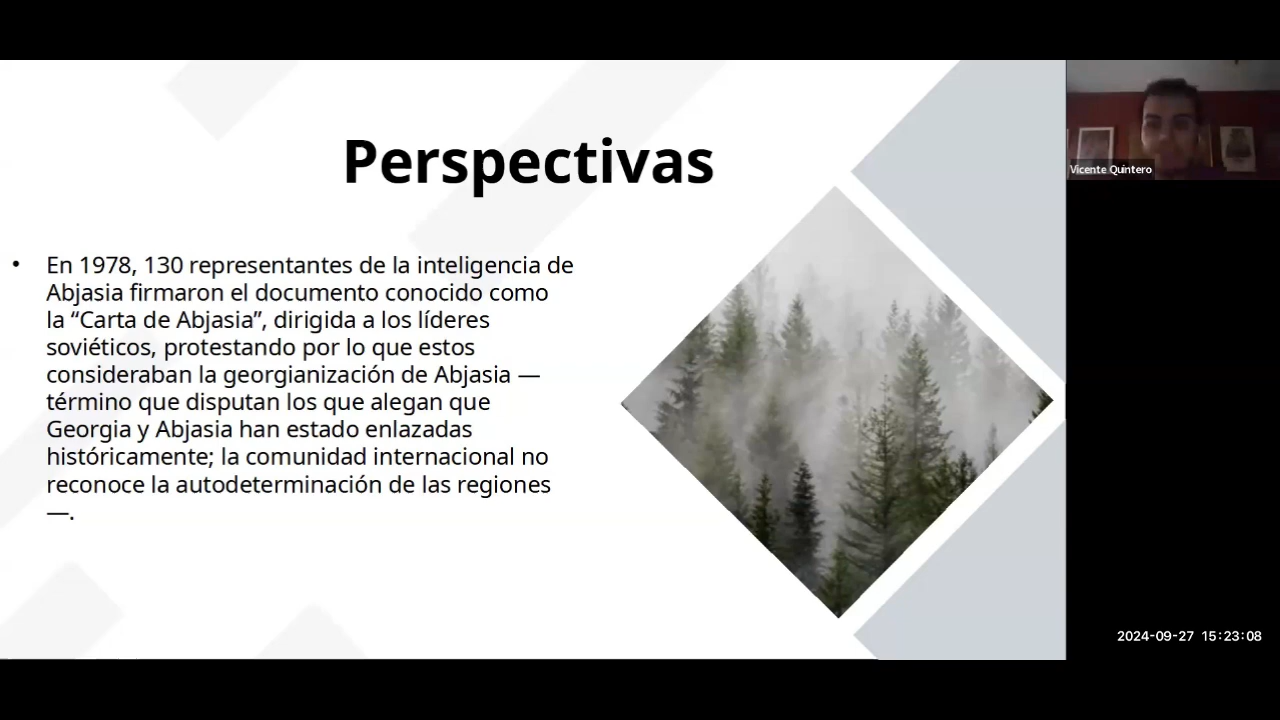 Perspectivas
• En 1978, 130 representantes de la inteligencia de
Abjasia firmaron el documento conocido como
la “Carta de Abjasia”, dirigida a los líderes
soviéticos, protestando por lo que estos
consideraban la georgianización de Abjasia —
término que disputan los que alegan que
Georgia y Abjasia han estado enlazadas
históricamente; la comunidad internacional no
reconoce la autodeterminación de las regiones
—.
Vicente Quintero
2024-09-27 15:23:08